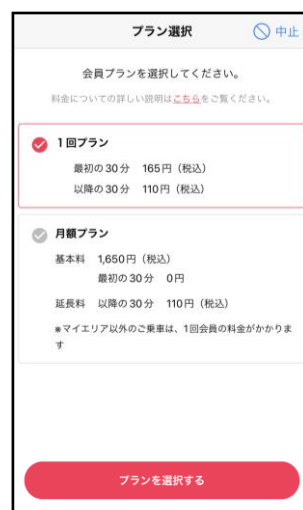 プラン選択
中止
会員プランを選択してください。
料金についての詳しい説明はこちらをご覧ください。
1回プラン
最初の30分 165円（税込）
以降の30分 110円（税込）
月額プラン
基本料 1,650円（税込）
最初の30分 0円
延長料 以降の30分 110円（税込）
*マイエリア以外のご乗車は、1回会員の料金がかかりま
す
プランを選択する